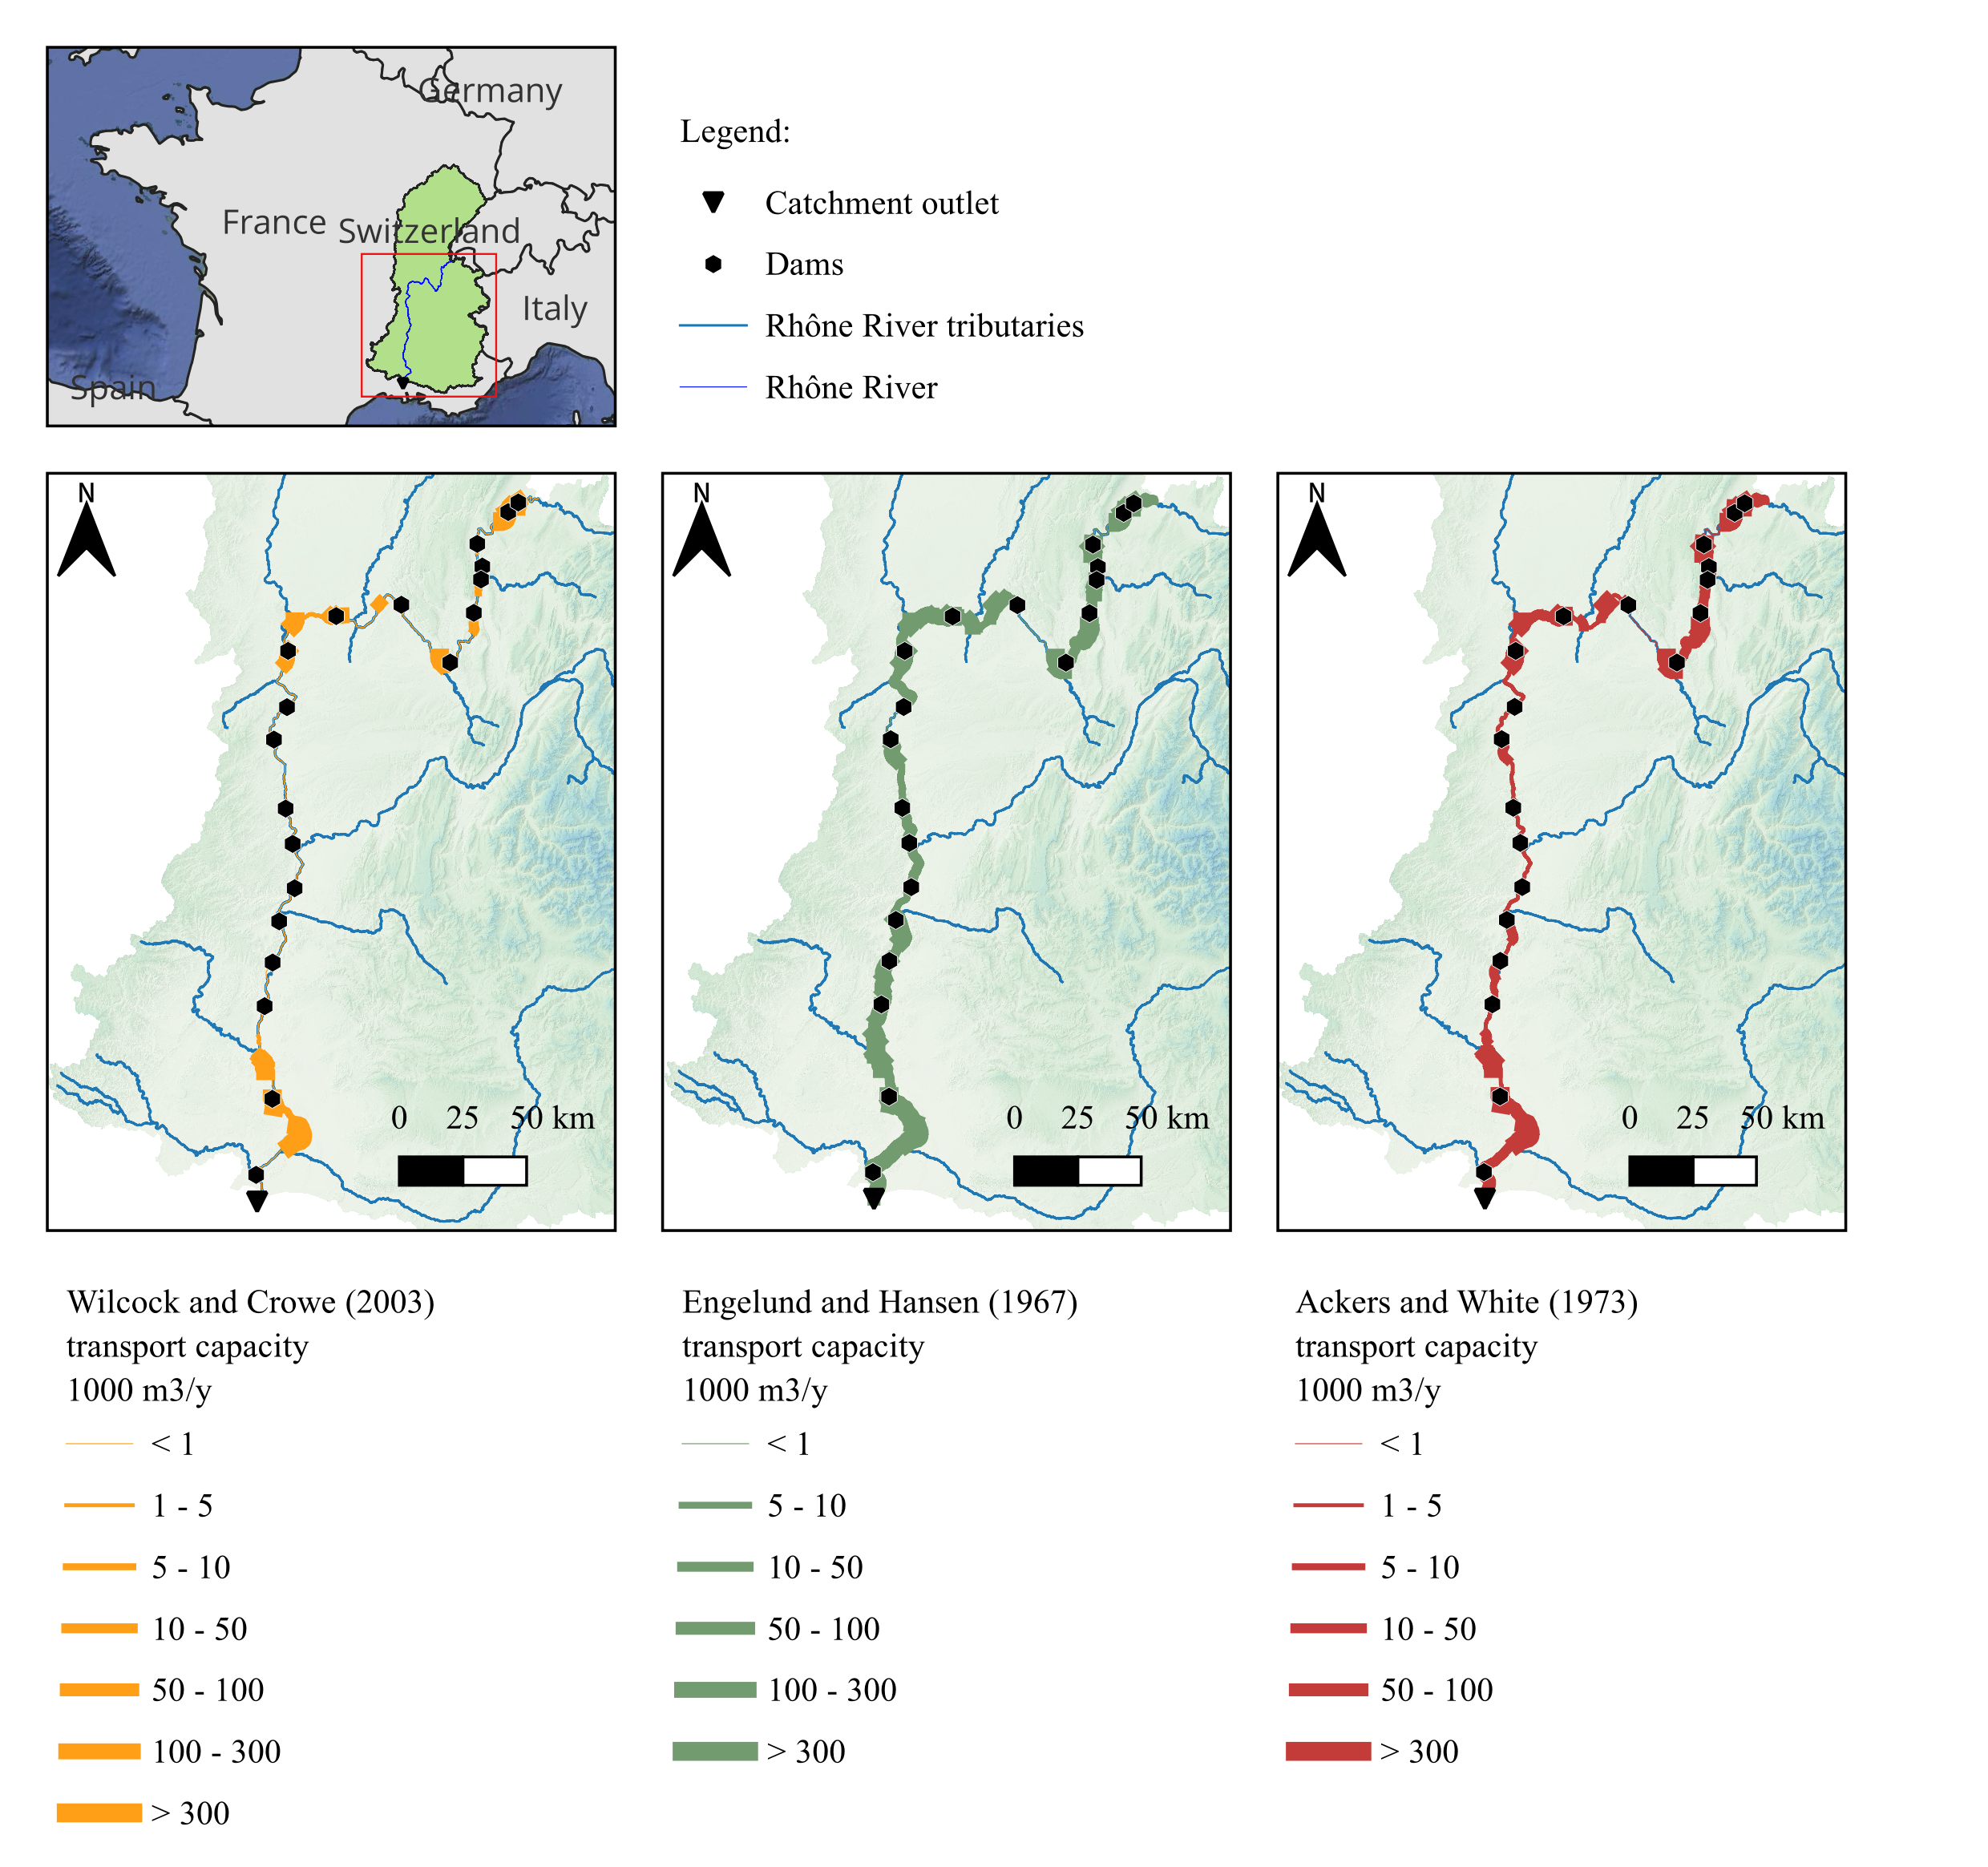 Germany
France
Switzerland
Italy
Spain
Legend:
Catchment outlet
Dams
Rhône River tributaries
Rhône River
N
0 25 50 km
N
0 25 50 km
N
0 25 50 km
Wilcock and Crowe (2003)
transport capacity
1000 m3/y
< 1
1 - 5
5 - 10
10 - 50
50 - 100
100 - 300
> 300
Engelund and Hansen (1967)
transport capacity
1000 m3/y
< 1
5 - 10
10 - 50
50 - 100
100 - 300
> 300
Ackers and White (1973)
transport capacity
1000 m3/y
< 1
1 - 5
5 - 10
10 - 50
50 - 100
> 300